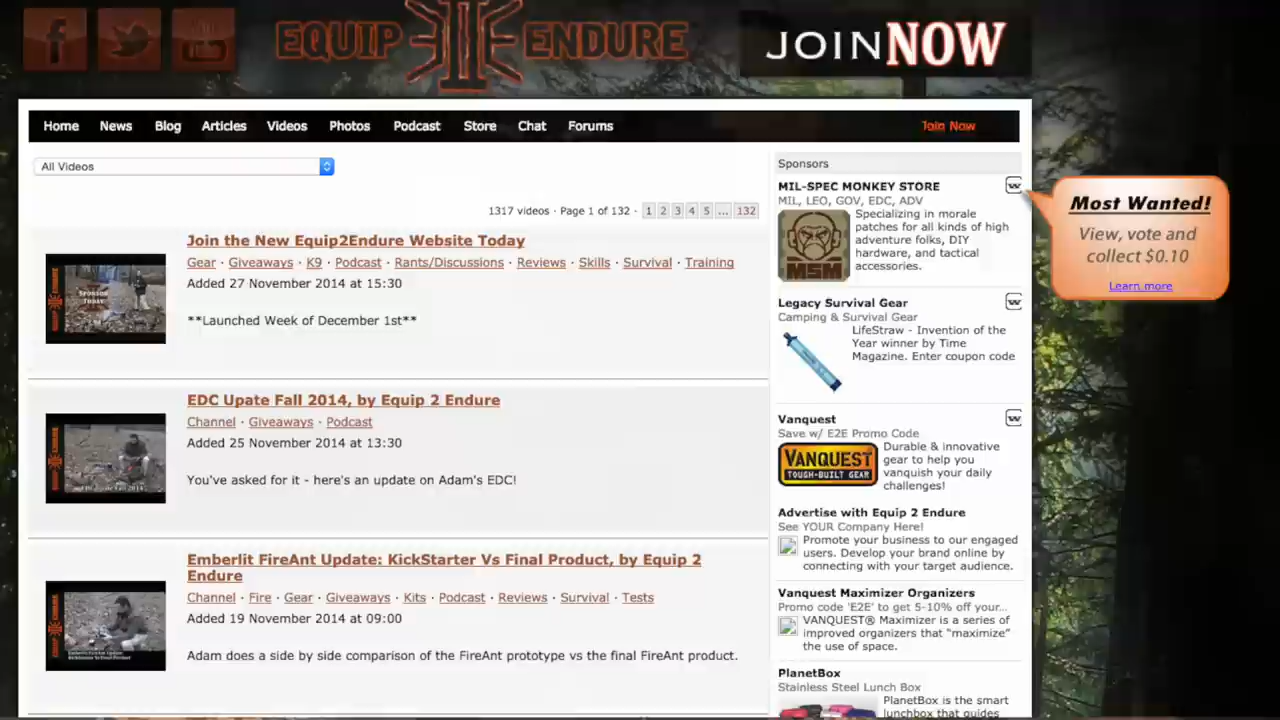 EQUIP ENDURE
JOIN NOW
Home News Blog Articles Videos Photos Podcast Store Chat Forums Join Now
All Videos
1317 videos · Page 1 of 132 · 1 2 3 4 5 ... 132
Join the New Equip2Endure Website Today
Gear · Giveaways · K9 · Podcast · Rants/Discussions · Reviews · Skills · Survival · Training
Added 27 November 2014 at 15:30
**Launched Week of December 1st**
EDC Upate Fall 2014, by Equip 2 Endure
Channel · Giveaways · Podcast
Added 25 November 2014 at 13:30
You've asked for it - here's an update on Adam's EDC!
Emberlit FireAnt Update: KickStarter Vs Final Product, by Equip 2
Endure
Channel · Fire · Gear · Giveaways · Kits · Podcast · Reviews · Survival · Tests
Added 19 November 2014 at 09:00
Adam does a side by side comparison of the FireAnt prototype vs the final FireAnt product.
Sponsors
MIL-SPEC MONKEY STORE
MIL, LEO, GOV, EDC, ADV
Specializing in morale
patches for all kinds of high
adventure folks, DIY
hardware, and tactical
accessories.
MSM
Legacy Survival Gear
Camping & Survival Gear
LifeStraw - Invention of the
Year winner by Time
Magazine. Enter coupon code
Vanquest
Save w/ E2E Promo Code
VANQUEST
TOUGH-BUILT GEAR
Durable & innovative
gear to help you
vanquish your daily
challenges!
Advertise with Equip 2 Endure
See YOUR Company Here!
Promote your business to our engaged
users. Develop your brand online by
connecting with your target audience.
Vanquest Maximizer Organizers
Promo code 'E2E' to get 5-10% off your...
VANQUEST® Maximizer is a series of
improved organizers that "maximize"
the use of space.
PlanetBox
Stainless Steel Lunch Box
PlanetBox is the smart
lunchbox that guides
Most Wanted!
View, vote and
collect $0.10
Learn more